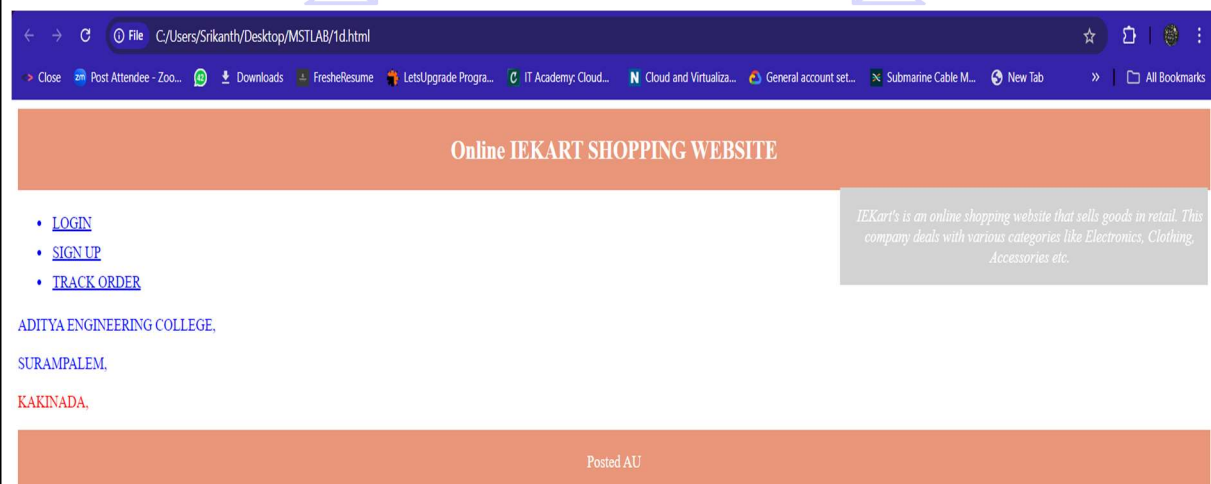 File C:/Users/Srikanth/Desktop/MSTLAB/1d.html
Close zm Post Attendee - Zoo... Downloads FresheResume LetsUpgrade Progra... IT Academy: Cloud... N Cloud and Virtualiza... General account set... Submarine Cable M... New Tab » All Bookmarks
Online IEKART SHOPPING WEBSITE
IEKart's is an online shopping website that sells goods in retail. This
company deals with various categories like Electronics, Clothing,
Accessories etc.
• LOGIN
• SIGN UP
• TRACK ORDER
ADITYA ENGINEERING COLLEGE,
SURAMPALEM,
KAKINADA,
Posted AU